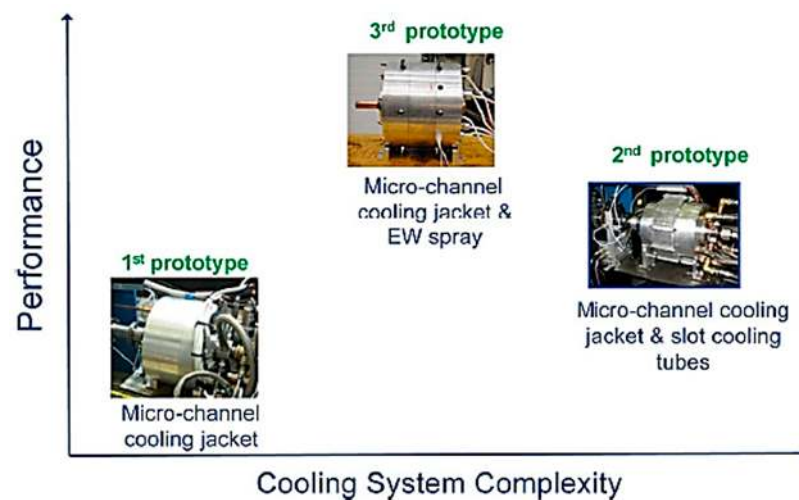 3rd prototype
Micro-channel
cooling jacket &
EW spray
2nd prototype
Micro-channel cooling
jacket & slot cooling
tubes
1st prototype
Micro-channel
cooling jacket
Performance
Cooling System Complexity